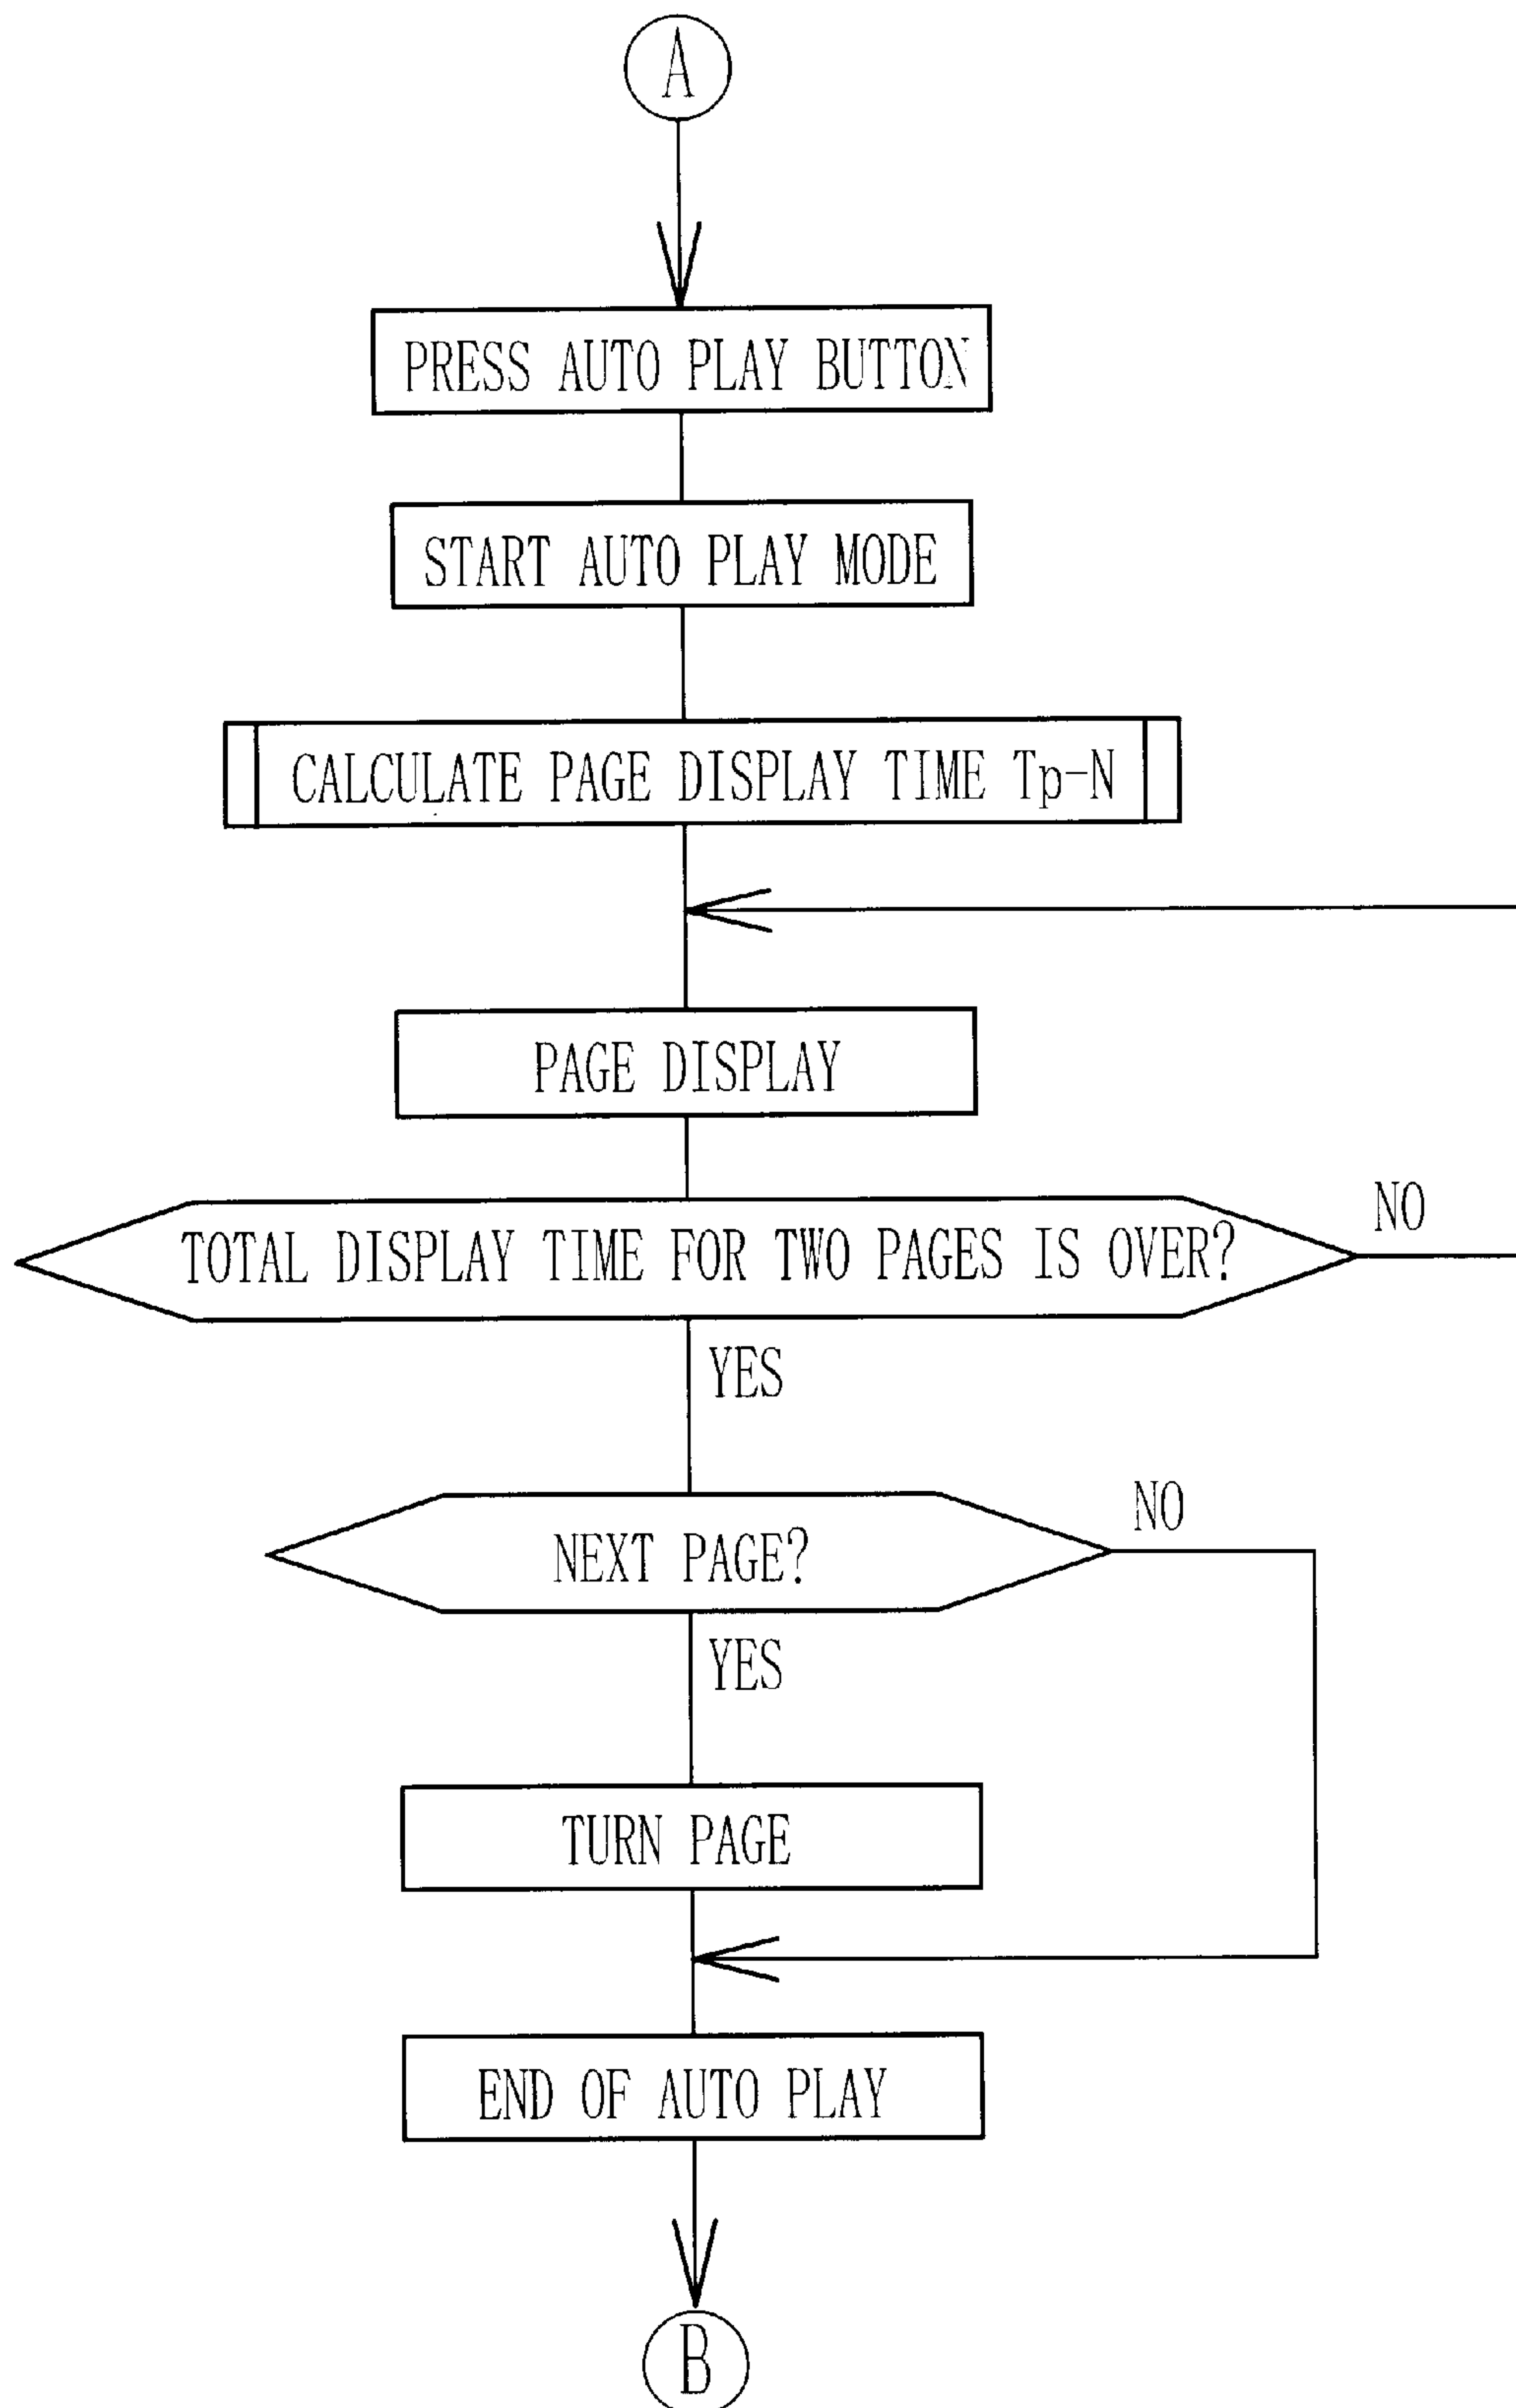 A
PRESS AUTO PLAY BUTTON
START AUTO PLAY MODE
CALCULATE PAGE DISPLAY TIME Tp-N
PAGE DISPLAY
TOTAL DISPLAY TIME FOR TWO PAGES IS OVER?
NO
YES
NEXT PAGE?
NO
YES
TURN PAGE
END OF AUTO PLAY
B